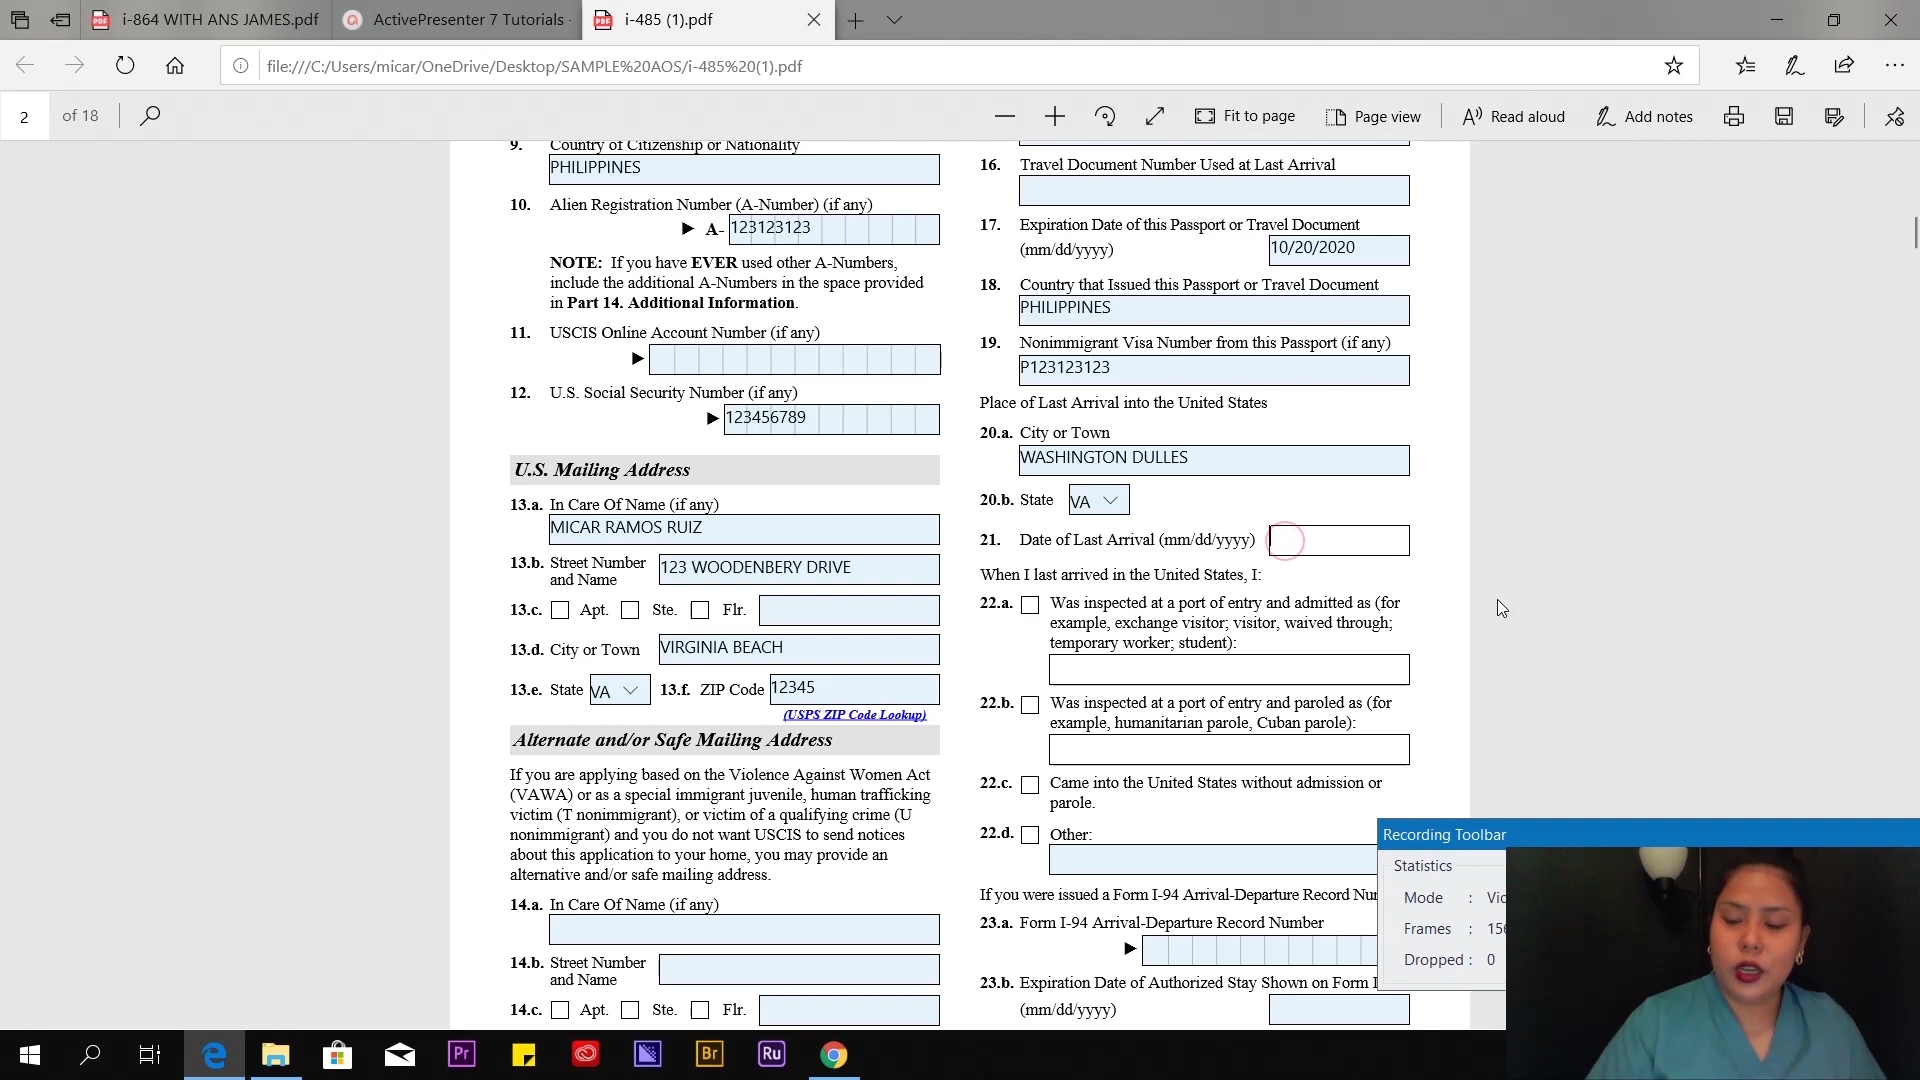 i-864 WITH ANS JAMES.pdf
ActivePresenter 7 Tutorials -
i-485 (1).pdf
file:///C:/Users/micar/OneDrive/Desktop/SAMPLE%20AOS/i-485%20(1).pdf
2 of 18
Fit to page
Page view
Read aloud
Add notes
9. Country of Citizenship or Nationality
PHILIPPINES
10. Alien Registration Number (A-Number) (if any)
► A- 123123123
NOTE: If you have EVER used other A-Numbers,
include the additional A-Numbers in the space provided
in Part 14. Additional Information.
11. USCIS Online Account Number (if any)
►
12. U.S. Social Security Number (if any)
► 123456789
U.S. Mailing Address
13.a. In Care Of Name (if any)
MICAR RAMOS RUIZ
13.b. Street Number
and Name
123 WOODENBERY DRIVE
13.c. Apt. Ste. Flr.
13.d. City or Town VIRGINIA BEACH
13.e. State VA 13.f. ZIP Code 12345
(USPS ZIP Code Lookup)
Alternate and/or Safe Mailing Address
If you are applying based on the Violence Against Women Act
(VAWA) or as a special immigrant juvenile, human trafficking
victim (T nonimmigrant), or victim of a qualifying crime (U
nonimmigrant) and you do not want USCIS to send notices
about this application to your home, you may provide an
alternative and/or safe mailing address.
14.a. In Care Of Name (if any)
14.b. Street Number
and Name
14.c. Apt. Ste. Flr.
16. Travel Document Number Used at Last Arrival
17. Expiration Date of this Passport or Travel Document
(mm/dd/yyyy) 10/20/2020
18. Country that Issued this Passport or Travel Document
PHILIPPINES
19. Nonimmigrant Visa Number from this Passport (if any)
P123123123
Place of Last Arrival into the United States
20.a. City or Town
WASHINGTON DULLES
20.b. State VA
21. Date of Last Arrival (mm/dd/yyyy)
When I last arrived in the United States, I:
22.a. Was inspected at a port of entry and admitted as (for
example, exchange visitor; visitor, waived through;
temporary worker; student):
22.b. Was inspected at a port of entry and paroled as (for
example, humanitarian parole, Cuban parole):
22.c. Came into the United States without admission or
parole.
22.d. Other:
If you were issued a Form I-94 Arrival-Departure Record
23.a. Form I-94 Arrival-Departure Record Number
►
23.b. Expiration Date of Authorized Stay Shown on Form
(mm/dd/yyyy)
Recording Toolbar
Statistics
Mode :
Frames :
Dropped : 0
Pr
Br
Ru